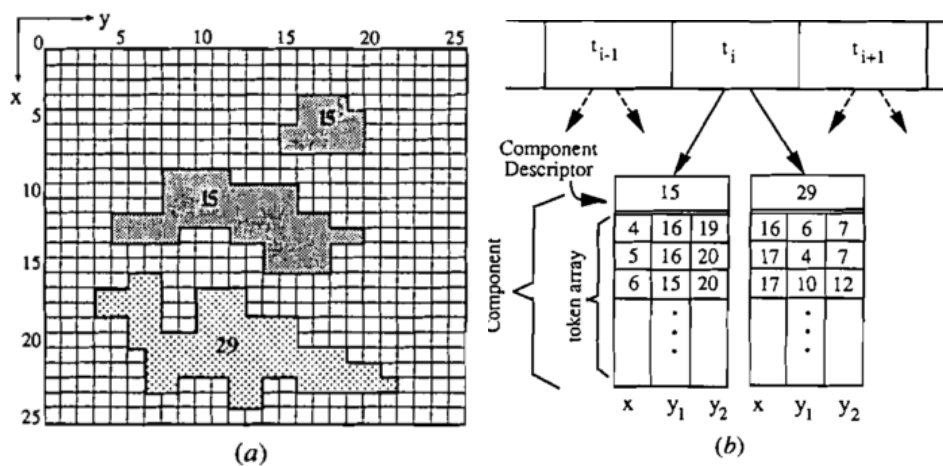 y
0 5 10 15 20 25
x
5
10
15
20
25
15
15
29
(a)
t_{i-1} t_i t_{i+1}
Component
Descriptor
Component
token array
15
4 16 19
5 16 20
6 15 20
x y_1 y_2
29
16 6 7
17 4 7
17 10 12
x y_1 y_2
(b)